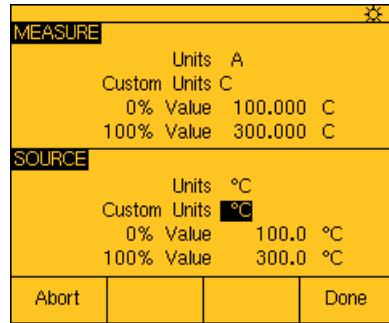 MEASURE
Units A
Custom Units C
0% Value 100.000 C
100% Value 300.000 C
SOURCE
Units °C
Custom Units °C
0% Value 100.0 °C
100% Value 300.0 °C
Abort Done